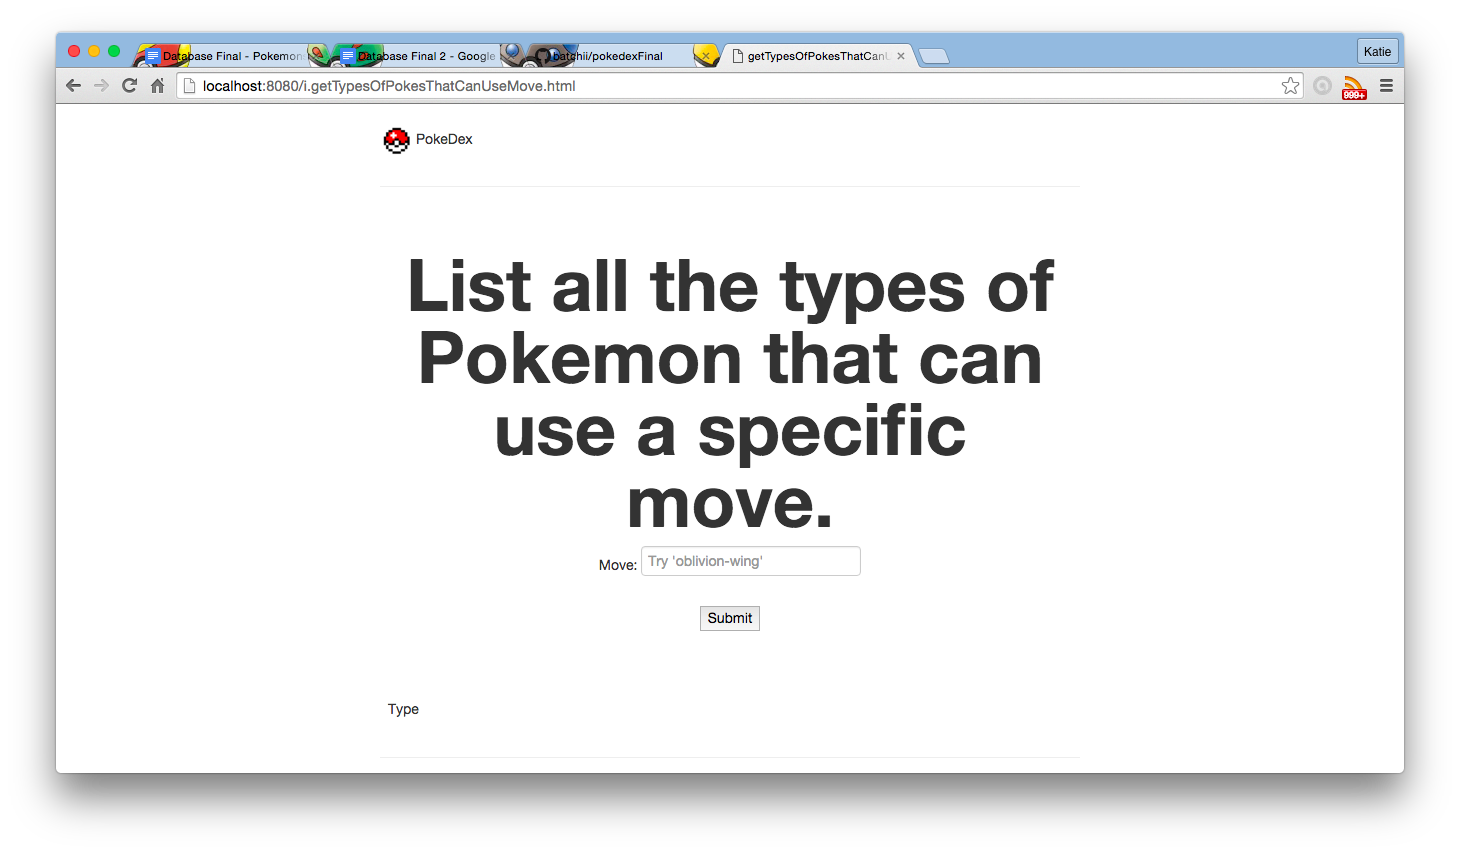 Database Final - Pokemon
Database Final 2 - Google
batchii/pokedexFinal
getTypesOfPokesThatCanU
Katie
localhost:8080/i.getTypesOfPokesThatCanUseMove.html
999+
PokeDex
List all the types of
Pokemon that can
use a specific
move.
Move: Try 'oblivion-wing'
Submit
Type